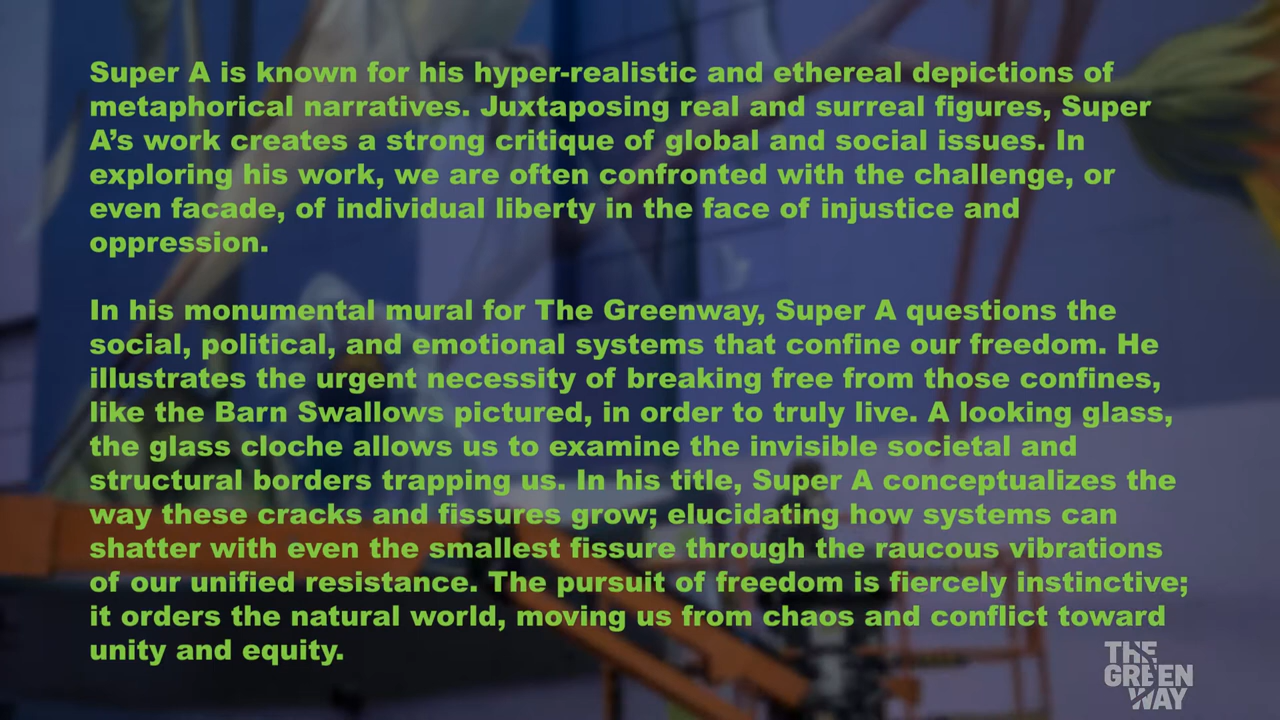 Super A is known for his hyper-realistic and ethereal depictions of
metaphorical narratives. Juxtaposing real and surreal figures, Super
A’s work creates a strong critique of global and social issues. In
exploring his work, we are often confronted with the challenge, or
even facade, of individual liberty in the face of injustice and
oppression.
In his monumental mural for The Greenway, Super A questions the
social, political, and emotional systems that confine our freedom. He
illustrates the urgent necessity of breaking free from those confines,
like the Barn Swallows pictured, in order to truly live. A looking glass,
the glass cloche allows us to examine the invisible societal and
structural borders trapping us. In his title, Super A conceptualizes the
way these cracks and fissures grow; elucidating how systems can
shatter with even the smallest fissure through the raucous vibrations
of our unified resistance. The pursuit of freedom is fiercely instinctive;
it orders the natural world, moving us from chaos and conflict toward
unity and equity.
THE
GREEN
WAY